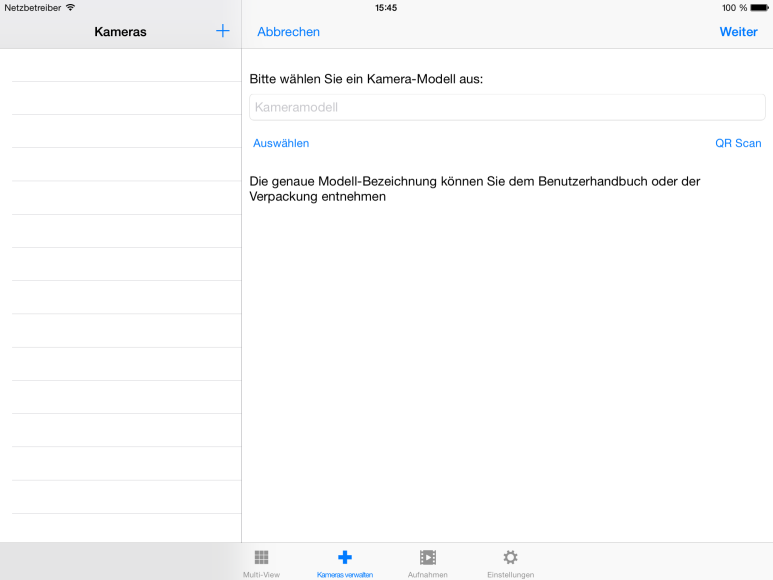 Netzbetreiber 15:45 100 %
Kameras
Abbrechen Weiter
Bitte wählen Sie ein Kamera-Modell aus:
Kameramodell
Auswählen QR Scan
Die genaue Modell-Bezeichnung können Sie dem Benutzerhandbuch oder der
Verpackung entnehmen
Multi-View Kameras verwalten Aufnahmen Einstellungen